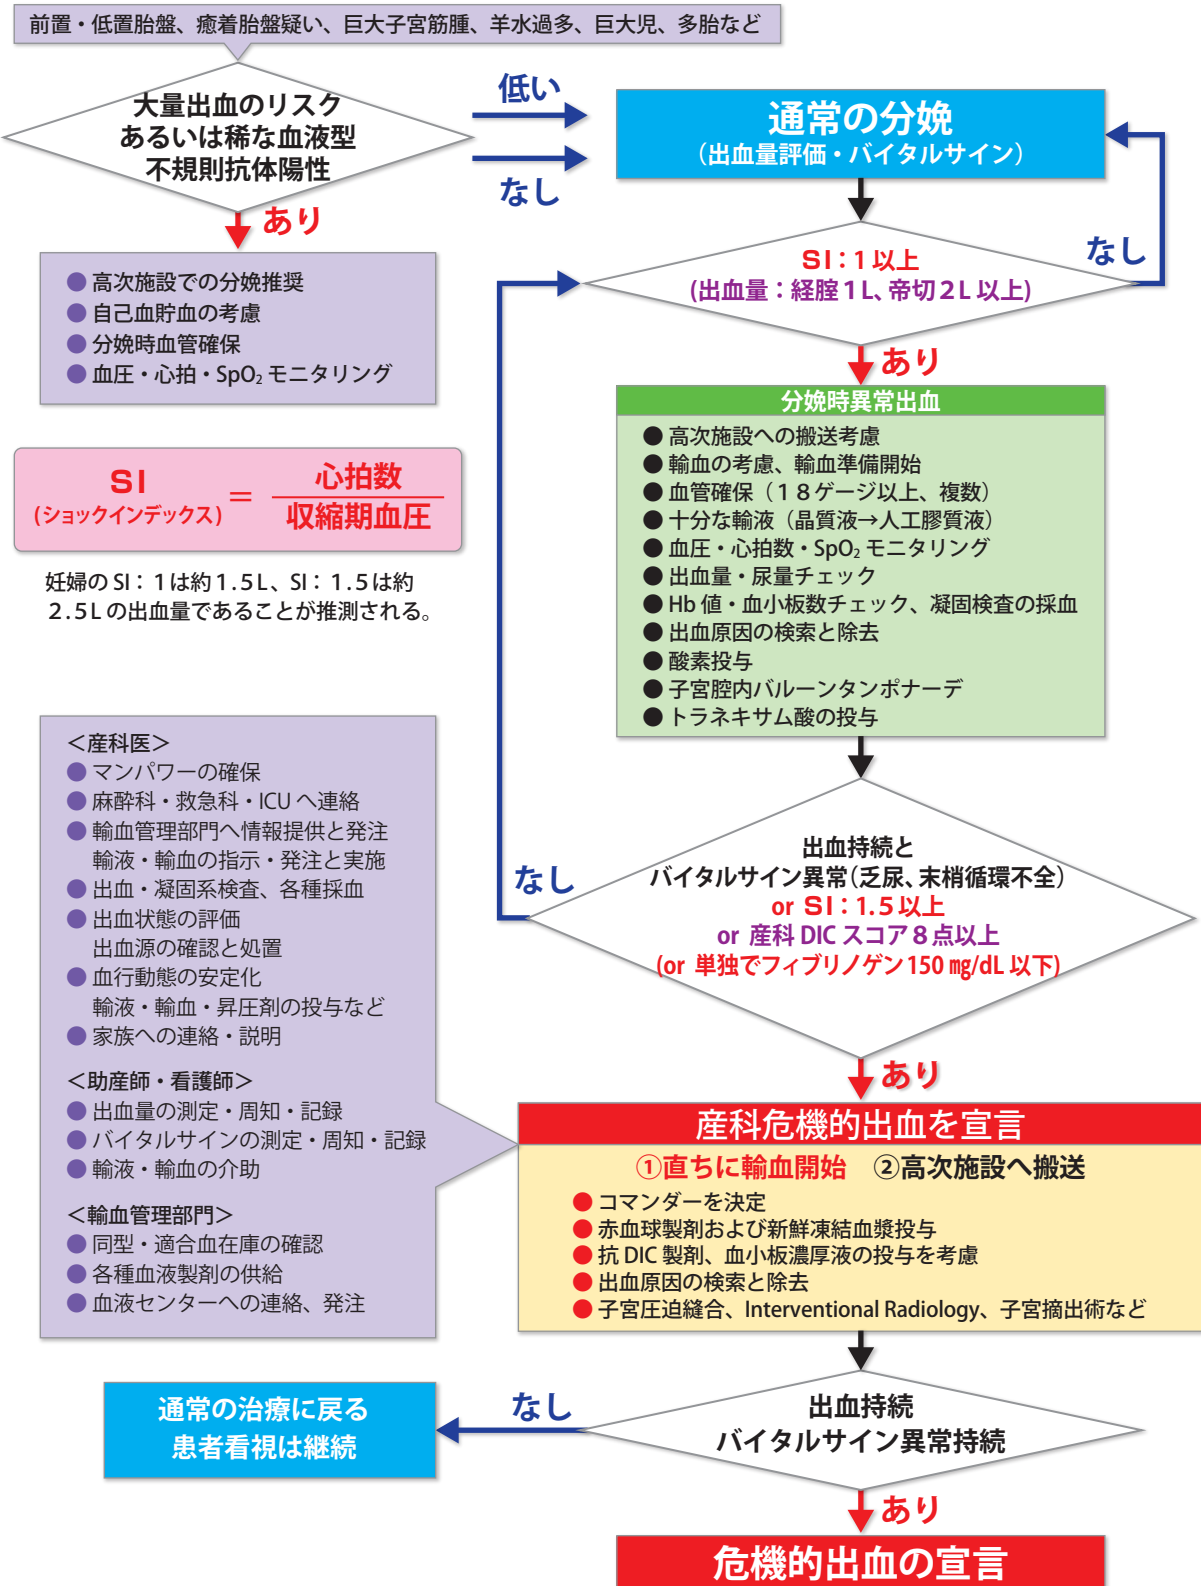 前置・低置胎盤、癒着胎盤疑い、巨大子宮筋腫、羊水過多、巨大児、多胎など
大量出血のリスク
あるいは稀な血液型
不規則抗体陽性
低い
なし
あり
通常の分娩
（出血量評価・バイタルサイン）
● 高次施設での分娩推奨
● 自己血貯血の考慮
● 分娩時血管確保
● 血圧・心拍・SpO₂ モニタリング
SI：1 以上
(出血量：経腟 1 L、帝切 2 L 以上)
なし
あり
SI
(ショックインデックス)
＝
心拍数
収縮期血圧
妊婦の SI：1 は約 1.5 L、SI：1.5 は約
2.5 L の出血量であることが推測される。
分娩時異常出血
● 高次施設への搬送考慮
● 輸血の考慮、輸血準備開始
● 血管確保（１８ゲージ以上、複数）
● 十分な輸液（晶質液→人工膠質液）
● 血圧・心拍数・SpO₂ モニタリング
● 出血量・尿量チェック
● Hb 値・血小板数チェック、凝固検査の採血
● 出血原因の検索と除去
● 酸素投与
● 子宮腔内バルーンタンポナーデ
● トラネキサム酸の投与
＜産科医＞
● マンパワーの確保
● 麻酔科・救急科・ICU へ連絡
● 輸血管理部門へ情報提供と発注
輸液・輸血の指示・発注と実施
● 出血・凝固系検査、各種採血
● 出血状態の評価
出血源の確認と処置
● 血行動態の安定化
輸液・輸血・昇圧剤の投与など
● 家族への連絡・説明
＜助産師・看護師＞
● 出血量の測定・周知・記録
● バイタルサインの測定・周知・記録
● 輸液・輸血の介助
＜輸血管理部門＞
● 同型・適合血在庫の確認
● 各種血液製剤の供給
● 血液センターへの連絡、発注
出血持続と
バイタルサイン異常(乏尿、末梢循環不全)
or SI：1.5 以上
or 産科 DIC スコア 8 点以上
(or 単独でフィブリノゲン 150 ㎎/dL 以下)
なし
あり
産科危機的出血を宣言
①直ちに輸血開始　②高次施設へ搬送
● コマンダーを決定
● 赤血球製剤および新鮮凍結血漿投与
● 抗 DIC 製剤、血小板濃厚液の投与を考慮
● 出血原因の検索と除去
● 子宮圧迫縫合、Interventional Radiology、子宮摘出術など
出血持続
バイタルサイン異常持続
なし
通常の治療に戻る
患者看視は継続
あり
危機的出血の宣言